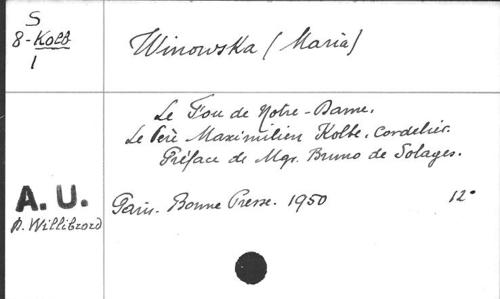 S
8-Kolb
1
Winowska (Maria)
Le Fou de Notre-Dame.
Le Père Maximilien Kolbe, Cordelier.
Préface de Mgr. Bruno de Solages.
A. U.
P. Willibrord
Paris. Bonne Presse. 1950 12°